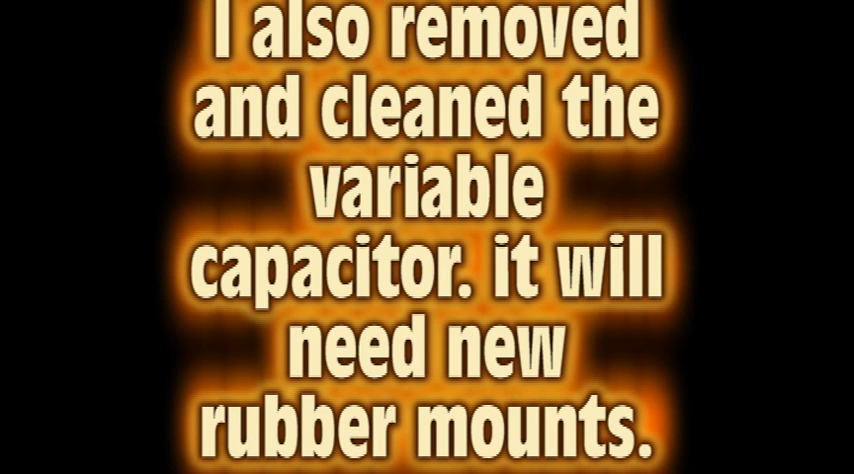 I also removed
and cleaned the
variable
capacitor. it will
need new
rubber mounts.